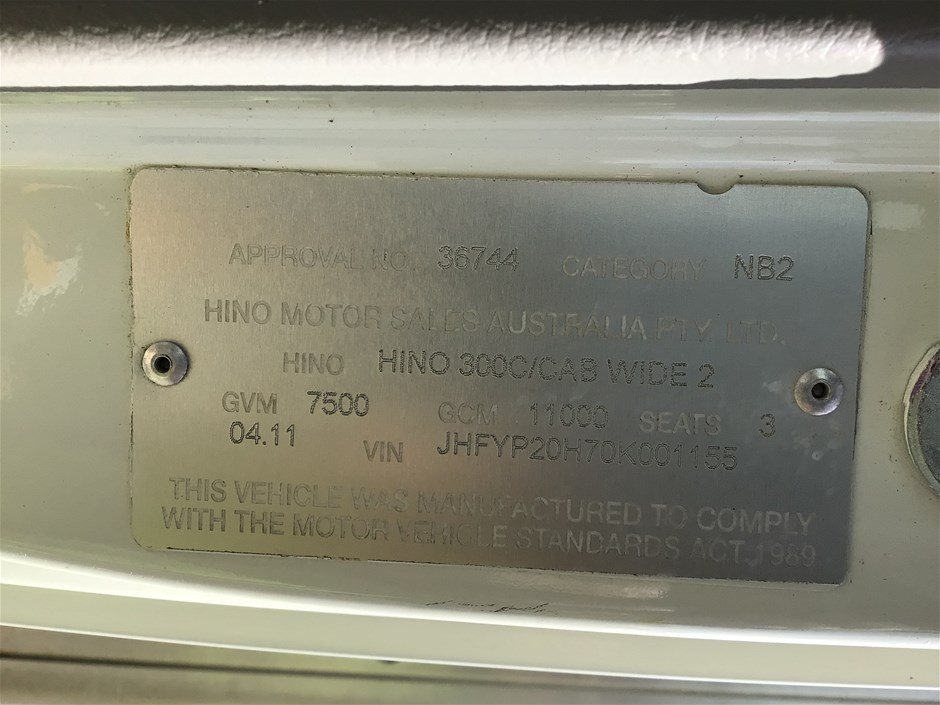 APPROVAL NO. 36744 CATEGORY NB2
HINO MOTOR SALES AUSTRALIA PTY. LTD.
HINO HINO 300C/CAB WIDE 2
GVM 7500 GCM 11000 SEATS 3
04.11 VIN JHFYP20H70K001155
THIS VEHICLE WAS MANUFACTURED TO COMPLY
WITH THE MOTOR VEHICLE STANDARDS ACT 1989